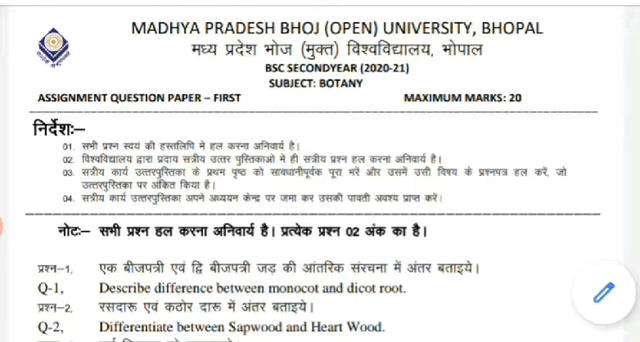 MADHYA PRADESH BHOJ (OPEN) UNIVERSITY, BHOPAL
मध्य प्रदेश भोज (मुक्त) विश्वविद्यालय, भोपाल
BSC SECONDYEAR (2020-21)
SUBJECT: BOTANY
ASSIGNMENT QUESTION PAPER – FIRST MAXIMUM MARKS: 20
निर्देश:–
01. सभी प्रश्न स्वयं की हस्तलिपि में हल करना अनिवार्य है।
02. विश्वविद्यालय द्वारा प्रदाय सत्रीय उत्तर पुस्तिकाओं में ही सत्रीय प्रश्न हल करना अनिवार्य है।
03. सत्रीय कार्य उत्तरपुस्तिका के प्रथम पृष्ठ को सावधानीपूर्वक पूरा भरें और उसमें उसी विषय के प्रश्नपत्र हल करें, जो
उत्तरपुस्तिका पर अंकित किया है।
04. सत्रीय कार्य उत्तरपुस्तिका अपने अध्ययन केन्द्र पर जमा कर उसकी पावती अवश्य प्राप्त करें।
नोट:– सभी प्रश्न हल करना अनिवार्य है। प्रत्येक प्रश्न 02 अंक का है।
प्रश्न–1, एक बीजपत्री एवं द्वि बीजपत्री जड़ की आंतरिक संरचना में अंतर बताइये।
Q-1, Describe difference between monocot and dicot root.
प्रश्न–2, रसदारू एवं कठोर दारू में अंतर बताइये।
Q-2, Differentiate between Sapwood and Heart Wood.